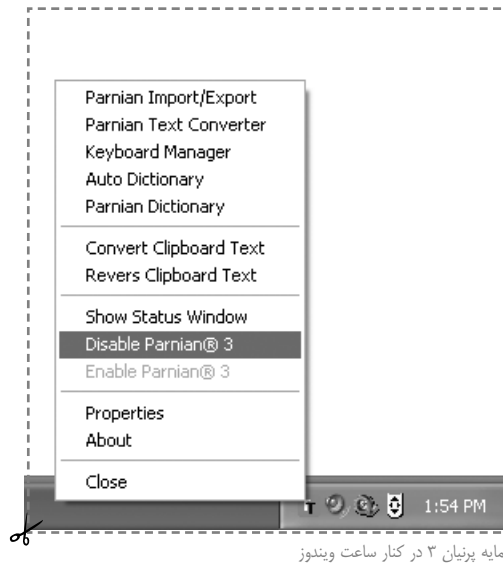 Parnian Import/Export
Parnian Text Converter
Keyboard Manager
Auto Dictionary
Parnian Dictionary
Convert Clipboard Text
Revers Clipboard Text
Show Status Window
Disable Parnian® 3
Enable Parnian® 3
Properties
About
Close
1:54 PM
مایه پرنیان ۳ در کنار ساعت ویندوز